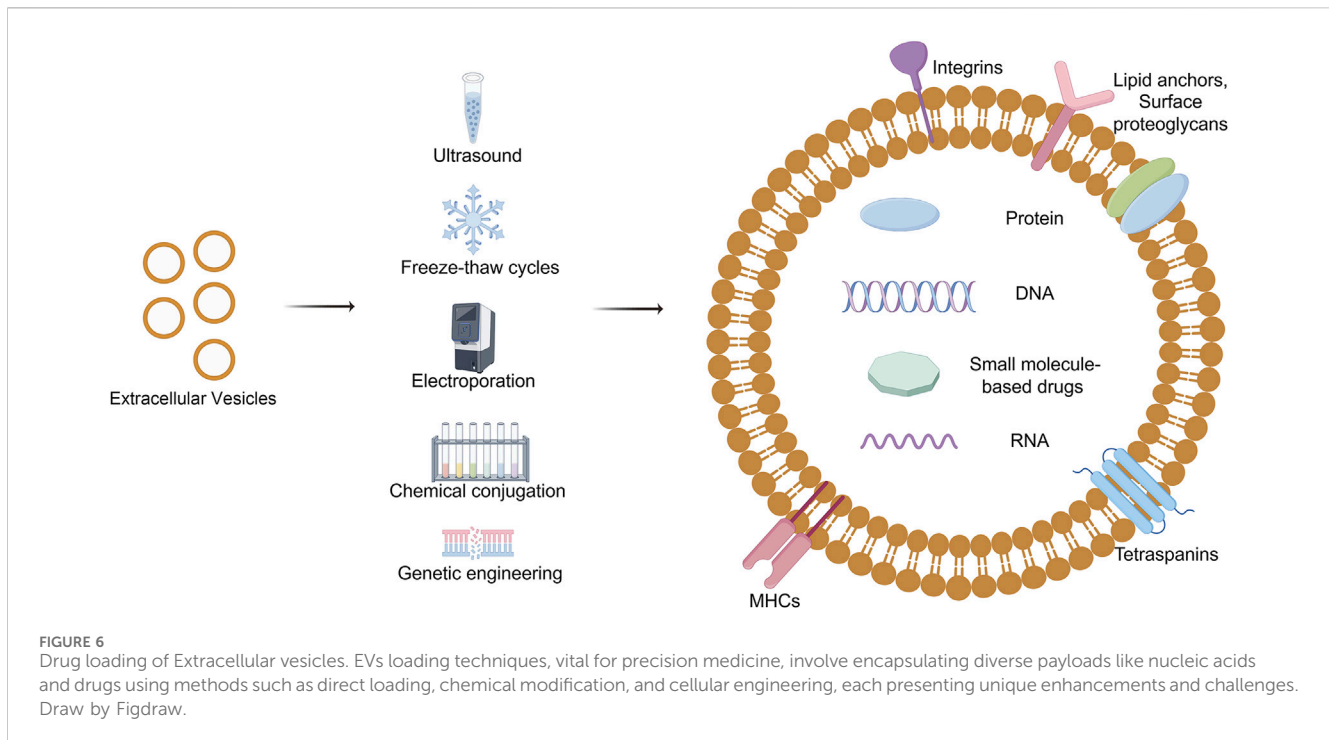 Extracellular Vesicles
Ultrasound
Freeze-thaw cycles
Electroporation
Chemical conjugation
Genetic engineering
Integrins
Lipid anchors,
Surface
proteoglycans
Protein
DNA
Small molecule-
based drugs
RNA
Tetraspanins
MHCs
FIGURE 6
Drug loading of Extracellular vesicles. EVs loading techniques, vital for precision medicine, involve encapsulating diverse payloads like nucleic acids
and drugs using methods such as direct loading, chemical modification, and cellular engineering, each presenting unique enhancements and challenges.
Draw by Figdraw.